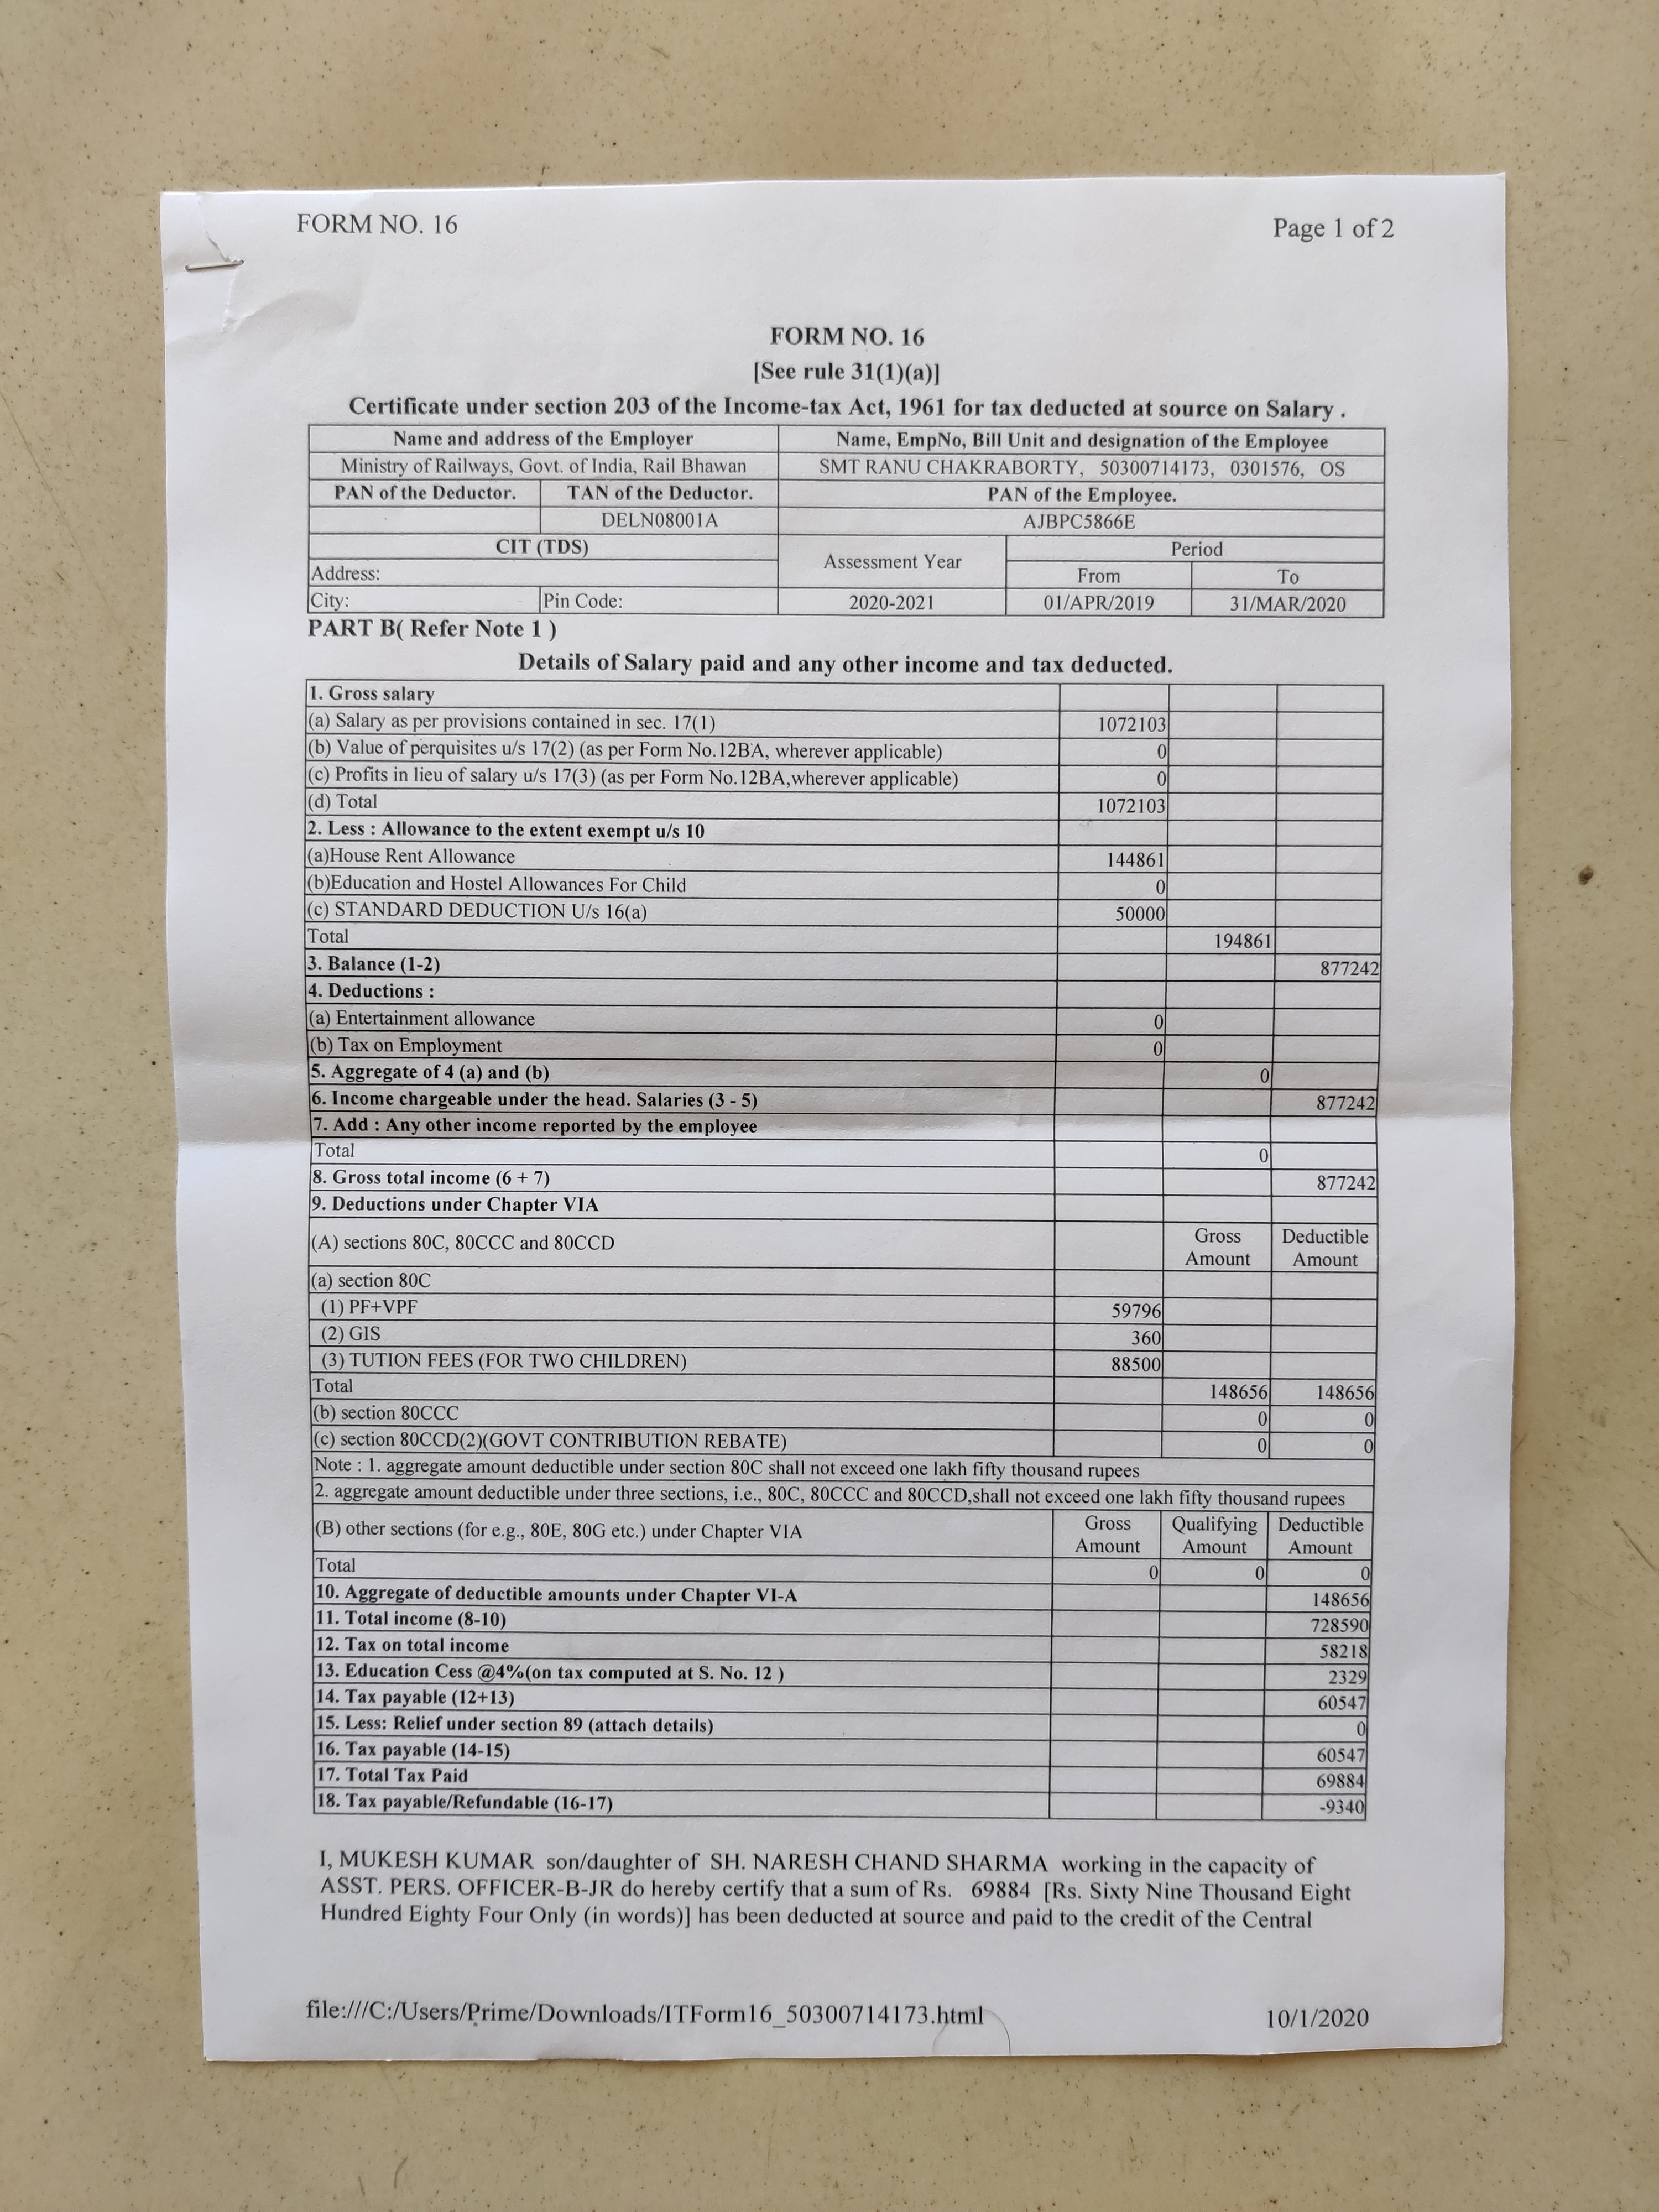 FORM NO. 16 Page 1 of 2
FORM NO. 16
[See rule 31(1)(a)]
Certificate under section 203 of the Income-tax Act, 1961 for tax deducted at source on Salary .
Name and address of the Employer Name, EmpNo, Bill Unit and designation of the Employee
Ministry of Railways, Govt. of India, Rail Bhawan SMT RANU CHAKRABORTY, 50300714173, 0301576, OS
PAN of the Deductor. TAN of the Deductor. PAN of the Employee.
DELN08001A AJBPC5866E
CIT (TDS) Assessment Year Period
Address: From To
City: Pin Code: 2020-2021 01/APR/2019 31/MAR/2020
PART B( Refer Note 1 )
Details of Salary paid and any other income and tax deducted.
1. Gross salary
(a) Salary as per provisions contained in sec. 17(1) 1072103
(b) Value of perquisites u/s 17(2) (as per Form No.12BA, wherever applicable) 0
(c) Profits in lieu of salary u/s 17(3) (as per Form No.12BA,wherever applicable) 0
(d) Total 1072103
2. Less : Allowance to the extent exempt u/s 10
(a)House Rent Allowance 144861
(b)Education and Hostel Allowances For Child 0
(c) STANDARD DEDUCTION U/s 16(a) 50000
Total 194861
3. Balance (1-2) 877242
4. Deductions :
(a) Entertainment allowance 0
(b) Tax on Employment 0
5. Aggregate of 4 (a) and (b) 0
6. Income chargeable under the head. Salaries (3 - 5) 877242
7. Add : Any other income reported by the employee
Total 0
8. Gross total income (6 + 7) 877242
9. Deductions under Chapter VIA
(A) sections 80C, 80CCC and 80CCD Gross Amount Deductible Amount
(a) section 80C
(1) PF+VPF 59796
(2) GIS 360
(3) TUTION FEES (FOR TWO CHILDREN) 88500
Total 148656 148656
(b) section 80CCC 0 0
(c) section 80CCD(2)(GOVT CONTRIBUTION REBATE) 0 0
Note : 1. aggregate amount deductible under section 80C shall not exceed one lakh fifty thousand rupees
2. aggregate amount deductible under three sections, i.e., 80C, 80CCC and 80CCD,shall not exceed one lakh fifty thousand rupees
(B) other sections (for e.g., 80E, 80G etc.) under Chapter VIA Gross Amount Qualifying Amount Deductible Amount
Total 0 0 0
10. Aggregate of deductible amounts under Chapter VI-A 148656
11. Total income (8-10) 728590
12. Tax on total income 58218
13. Education Cess @4%(on tax computed at S. No. 12 ) 2329
14. Tax payable (12+13) 60547
15. Less: Relief under section 89 (attach details) 0
16. Tax payable (14-15) 60547
17. Total Tax Paid 69884
18. Tax payable/Refundable (16-17) -9340
I, MUKESH KUMAR son/daughter of SH. NARESH CHAND SHARMA working in the capacity of
ASST. PERS. OFFICER-B-JR do hereby certify that a sum of Rs. 69884 [Rs. Sixty Nine Thousand Eight
Hundred Eighty Four Only (in words)] has been deducted at source and paid to the credit of the Central
file:///C:/Users/Prime/Downloads/ITForm16_50300714173.html 10/1/2020